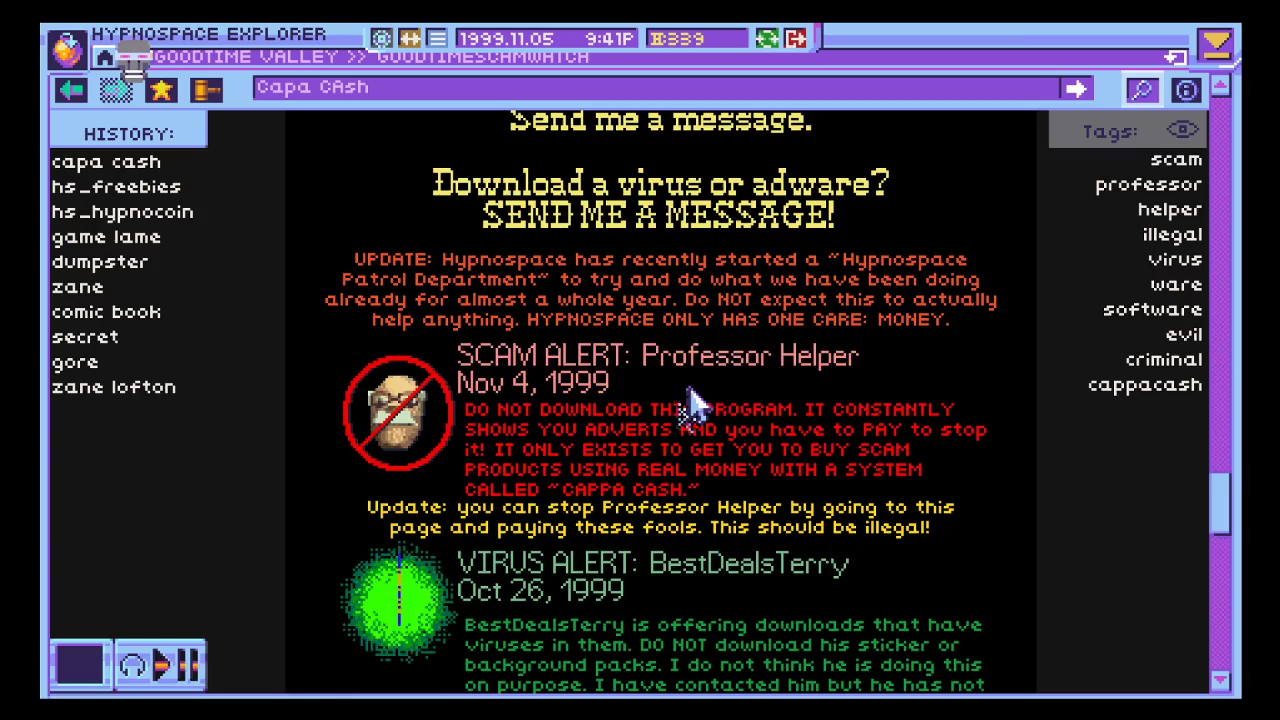 HYPNOSPACE EXPLORER
1999.11.05 9:41P
339
GOODTIME VALLEY >> GOODTIMESCAMWATCH
Capa CAsh
HISTORY:
capa cash
hs_freebies
hs_hypnocoin
game lame
dumpster
zane
comic book
secret
gore
zane lofton
Send me a message.
Download a virus or adware?
SEND ME A MESSAGE!
UPDATE: Hypnospace has recently started a "Hypnospace
Patrol Department" to try and do what we have been doing
already for almost a whole year. Do NOT expect this to actually
help anything. HYPNOSPACE ONLY HAS ONE CARE: MONEY.
SCAM ALERT: Professor Helper
Nov 4, 1999
DO NOT DOWNLOAD THIS PROGRAM. IT CONSTANTLY
SHOWS YOU ADVERTS AND you have to PAY to stop
it! IT ONLY EXISTS TO GET YOU TO BUY SCAM
PRODUCTS USING REAL MONEY WITH A SYSTEM
CALLED "CAPPA CASH."
Update: you can stop Professor Helper by going to this
page and paying these fools. This should be illegal!
VIRUS ALERT: BestDealsTerry
Oct 26, 1999
BestDealsTerry is offering downloads that have
viruses in them. DO NOT download his sticker or
background packs. I do not think he is doing this
on purpose. I have contacted him but he has not
Tags:
scam
professor
helper
illegal
virus
ware
software
evil
criminal
cappacash